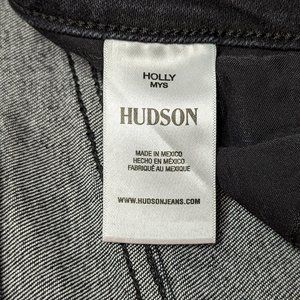 HOLLY
MYS
HUDSON
MADE IN MEXICO
HECHO EN MÉXICO
FABRIQUÉ AU MEXIQUE
WWW.HUDSONJEANS.COM